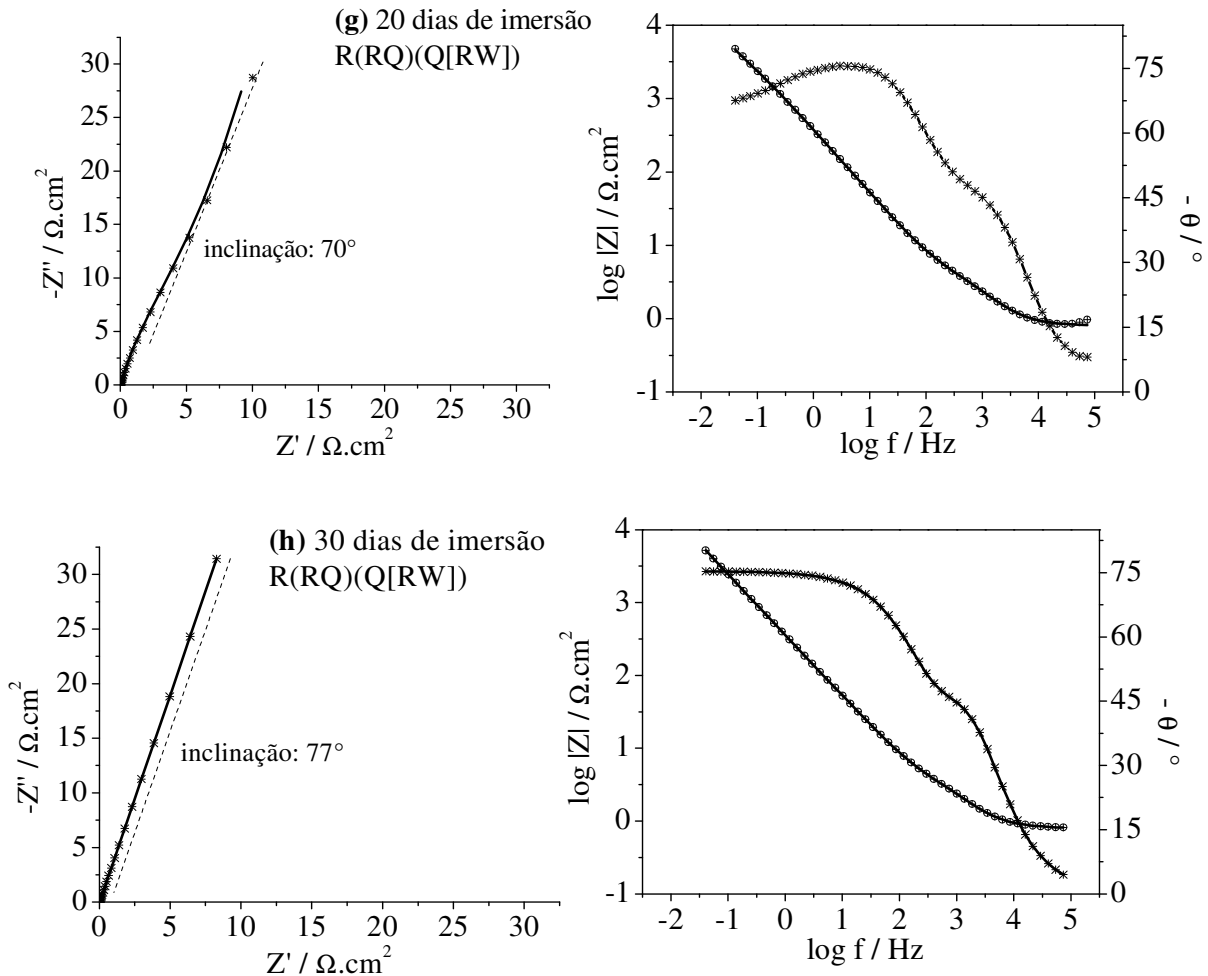 (g) 20 dias de imersão
R(RQ)(Q[RW])
-Z'' / Ω.cm²
30
25
20
15
10
5
0
inclinação: 70°
0 5 10 15 20 25 30
Z' / Ω.cm²
log |Z| / Ω.cm²
4
3
2
1
0
-1
75
60
45
30
15
0
- θ / °
-2 -1 0 1 2 3 4 5
log f / Hz
(h) 30 dias de imersão
R(RQ)(Q[RW])
-Z'' / Ω.cm²
30
25
20
15
10
5
0
inclinação: 77°
0 5 10 15 20 25 30
Z' / Ω.cm²
log |Z| / Ω.cm²
4
3
2
1
0
-1
75
60
45
30
15
0
- θ / °
-2 -1 0 1 2 3 4 5
log f / Hz